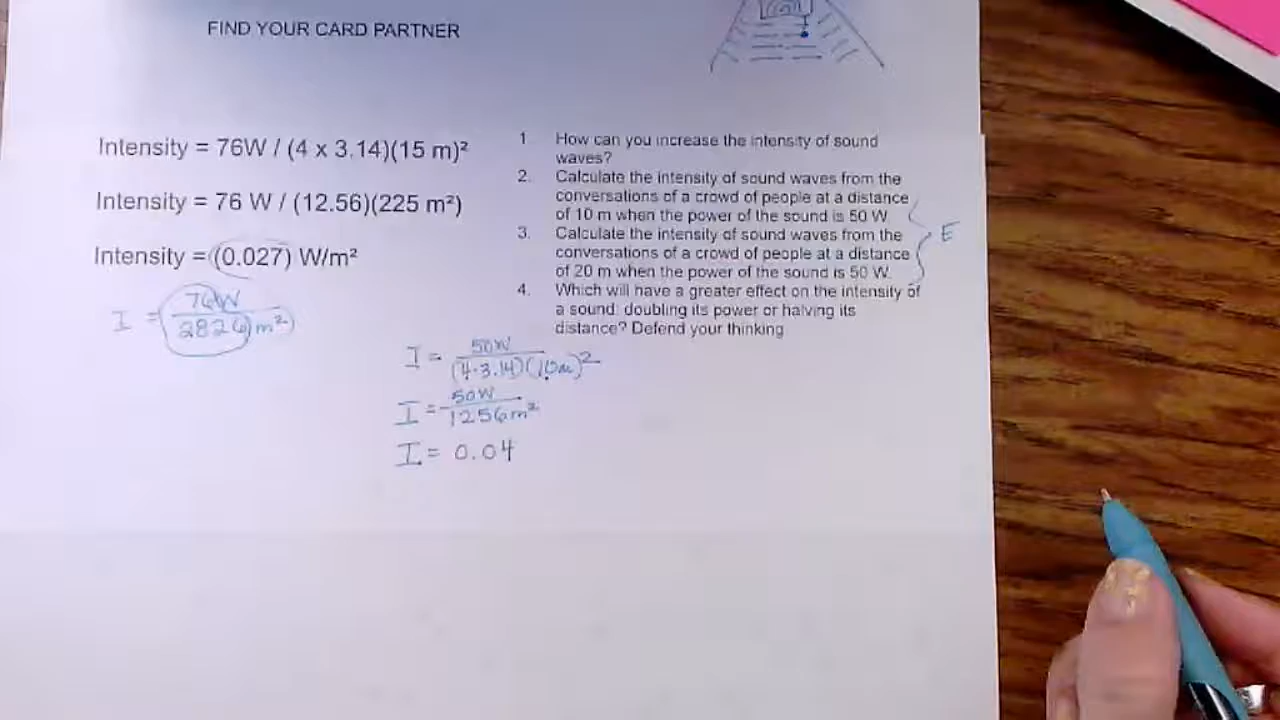 FIND YOUR CARD PARTNER
Intensity = 76W / (4 x 3.14)(15 m)²
Intensity = 76 W / (12.56)(225 m²)
Intensity = (0.027) W/m²
I = 76W
2826 m²
1 How can you increase the intensity of sound
waves?
2. Calculate the intensity of sound waves from the
conversations of a crowd of people at a distance
of 10 m when the power of the sound is 50 W.
3. Calculate the intensity of sound waves from the
conversations of a crowd of people at a distance
of 20 m when the power of the sound is 50 W.
4. Which will have a greater effect on the intensity of
a sound: doubling its power or halving its
distance? Defend your thinking
E
I = 50W
(4·3.14)(10m)²
I = 50W
1256m²
I = 0.04